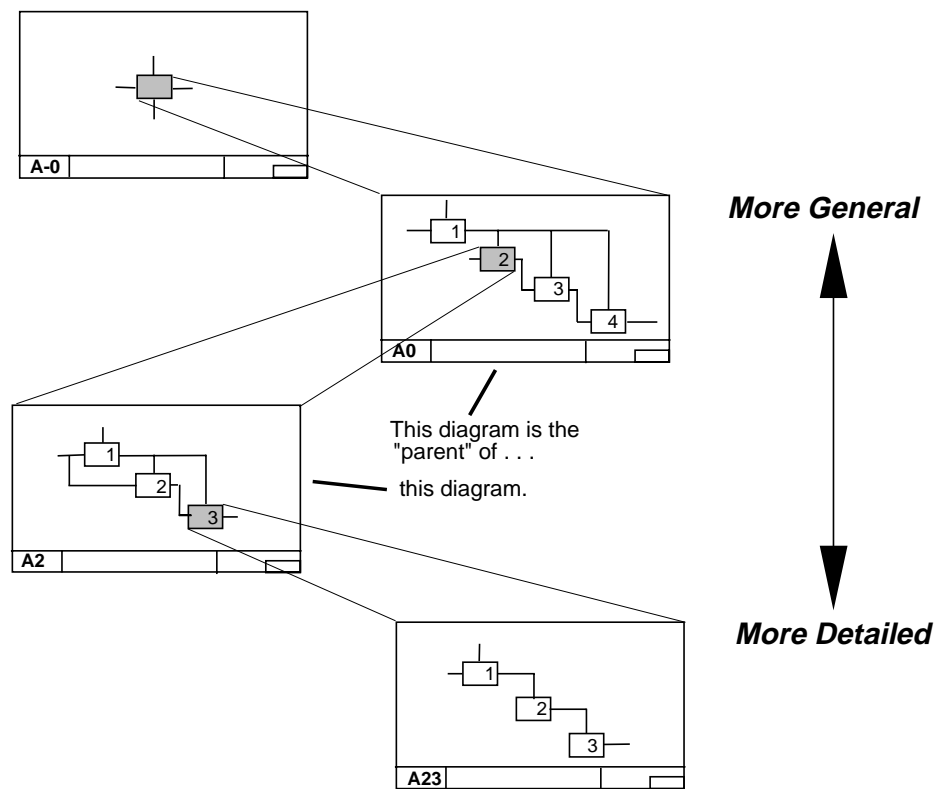 A-0
More General
1
2
3
4
A0
This diagram is the
"parent" of . . .
this diagram.
1
2
3
A2
More Detailed
1
2
3
A23